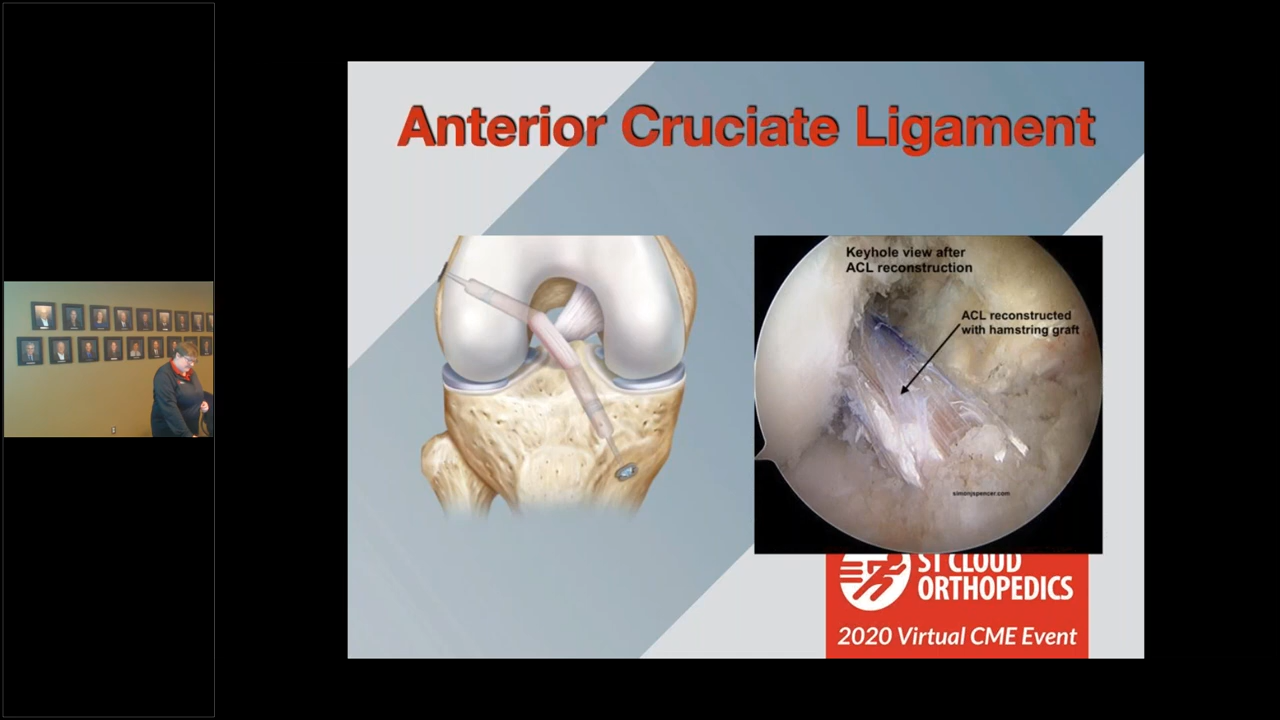 Anterior Cruciate Ligament
Keyhole view after
ACL reconstruction
ACL reconstructed
with hamstring graft
simonjspencer.com
ST CLOUD
ORTHOPEDICS
2020 Virtual CME Event